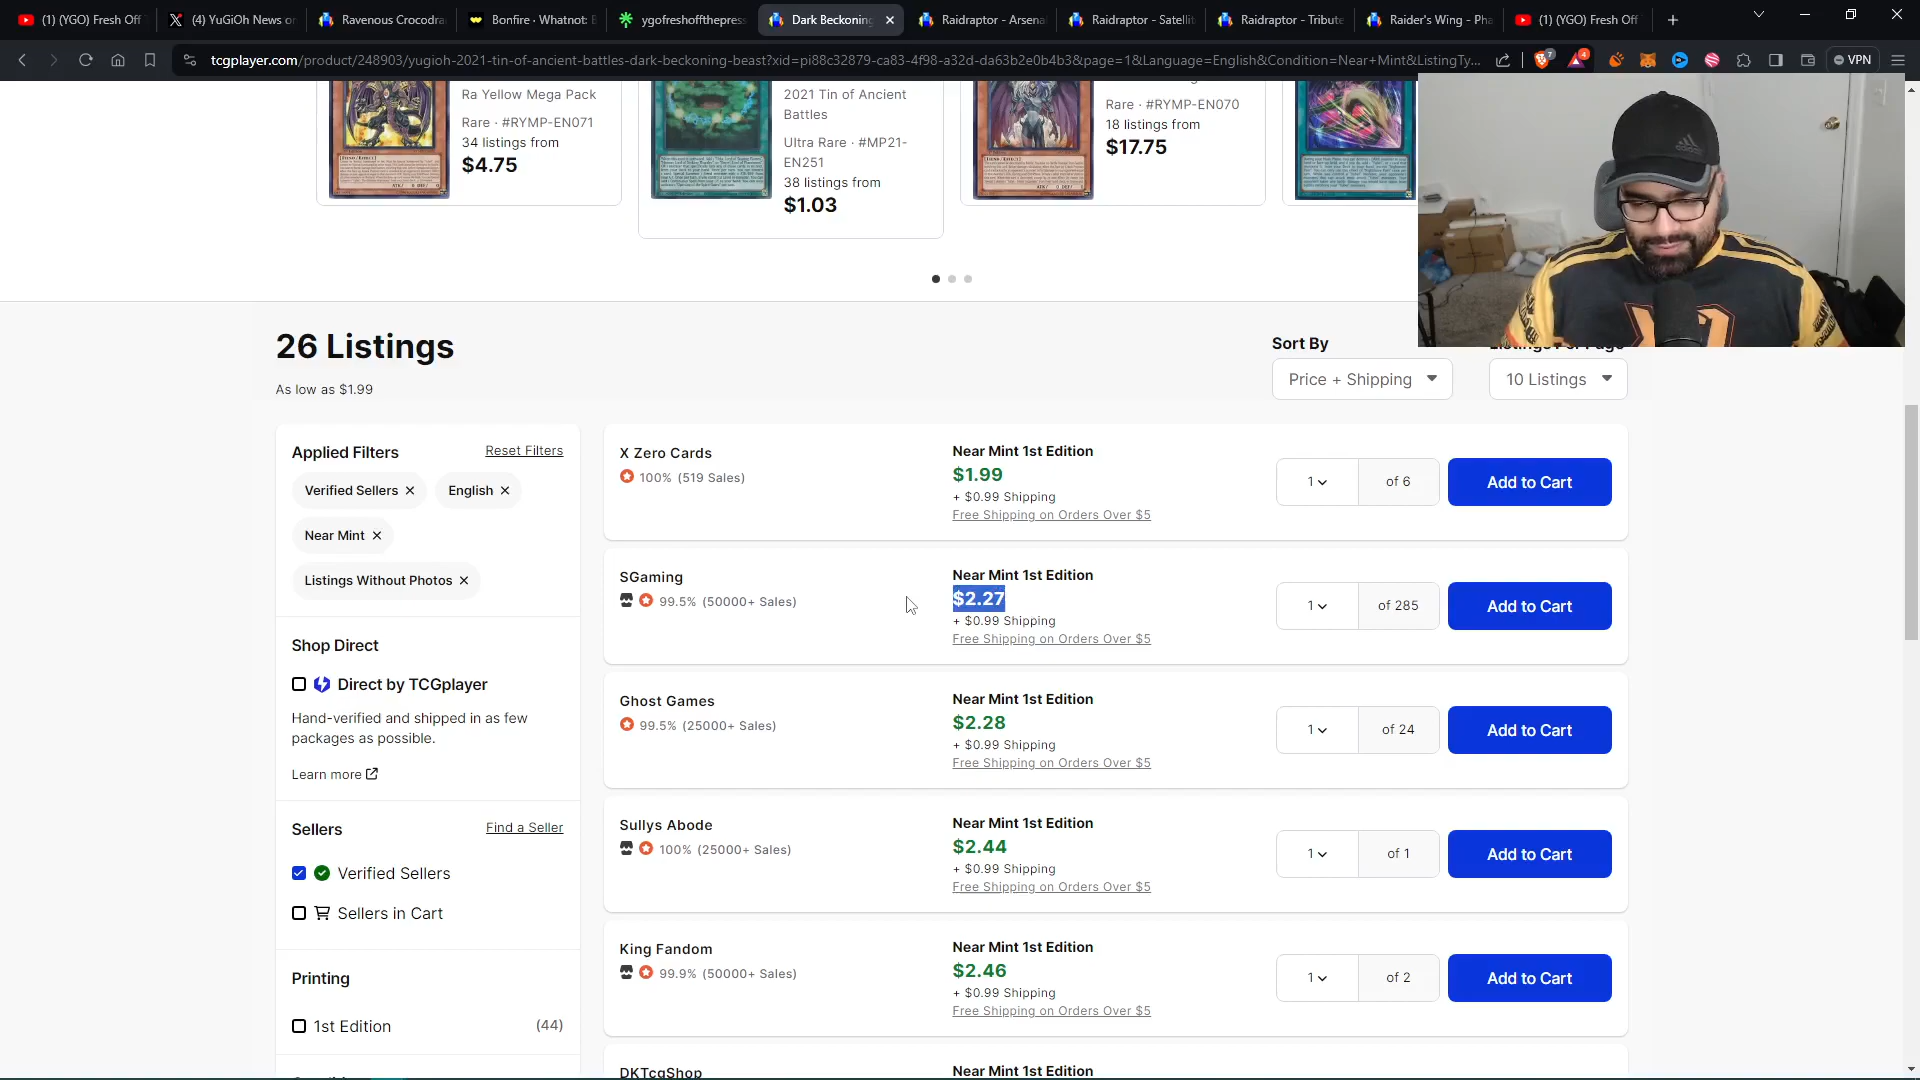 (1) (YGO) Fresh Off
(4) YuGiOh News or
Ravenous Crocodra
Bonfire · Whatnot:
ygofreshoffthepress
Dark Beckoning
Raidraptor - Arsena
Raidraptor - Satelli
Raidraptor - Tribute
Raider's Wing - Pha
(1) (YGO) Fresh Off
tcgplayer.com/product/248903/yugioh-2021-tin-of-ancient-battles-dark-beckoning-beast?xid=pi88c32879-ca83-4f98-a32d-da63b2e0b4b3&page=1&Language=English&Condition=Near+Mint&ListingTy...
7
4
VPN
Ra Yellow Mega Pack
Rare · #RYMP-EN071
34 listings from
$4.75
2021 Tin of Ancient
Battles
Ultra Rare · #MP21-
EN251
38 listings from
$1.03
Rare · #RYMP-EN070
18 listings from
$17.75
26 Listings
As low as $1.99
Sort By
Price + Shipping
Listings Per Page
10 Listings
Applied Filters
Reset Filters
Verified Sellers
English
Near Mint
Listings Without Photos
Shop Direct
Direct by TCGplayer
Hand-verified and shipped in as few
packages as possible.
Learn more
Sellers
Find a Seller
Verified Sellers
Sellers in Cart
Printing
1st Edition
(44)
X Zero Cards
100% (519 Sales)
Near Mint 1st Edition
$1.99
+ $0.99 Shipping
Free Shipping on Orders Over $5
1
of 6
Add to Cart
SGaming
99.5% (50000+ Sales)
Near Mint 1st Edition
$2.27
+ $0.99 Shipping
Free Shipping on Orders Over $5
1
of 285
Add to Cart
Ghost Games
99.5% (25000+ Sales)
Near Mint 1st Edition
$2.28
+ $0.99 Shipping
Free Shipping on Orders Over $5
1
of 24
Add to Cart
Sullys Abode
100% (25000+ Sales)
Near Mint 1st Edition
$2.44
+ $0.99 Shipping
Free Shipping on Orders Over $5
1
of 1
Add to Cart
King Fandom
99.9% (50000+ Sales)
Near Mint 1st Edition
$2.46
+ $0.99 Shipping
Free Shipping on Orders Over $5
1
of 2
Add to Cart
DKTcgShop
Near Mint 1st Edition